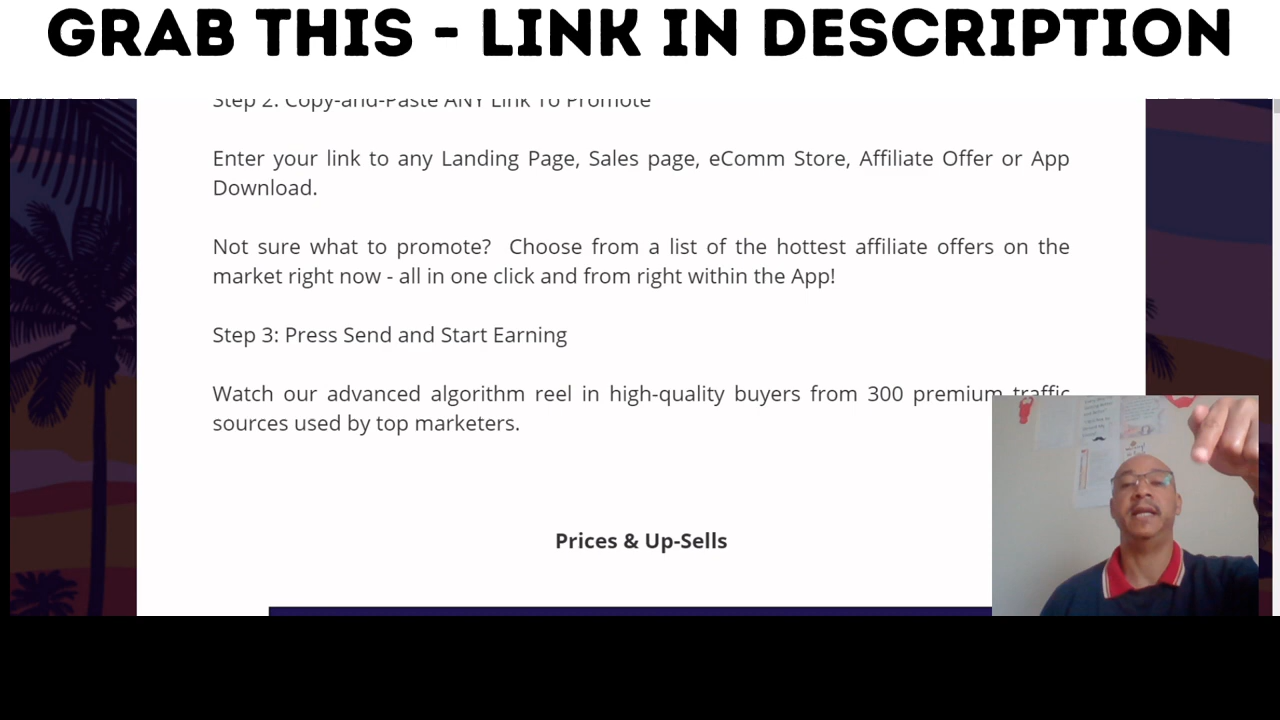 GRAB THIS - LINK IN DESCRIPTION
Step 2: Copy-and-Paste ANY Link To Promote
Enter your link to any Landing Page, Sales page, eComm Store, Affiliate Offer or App
Download.
Not sure what to promote?  Choose from a list of the hottest affiliate offers on the
market right now - all in one click and from right within the App!
Step 3: Press Send and Start Earning
Watch our advanced algorithm reel in high-quality buyers from 300 premium traffic
sources used by top marketers.
Prices & Up-Sells